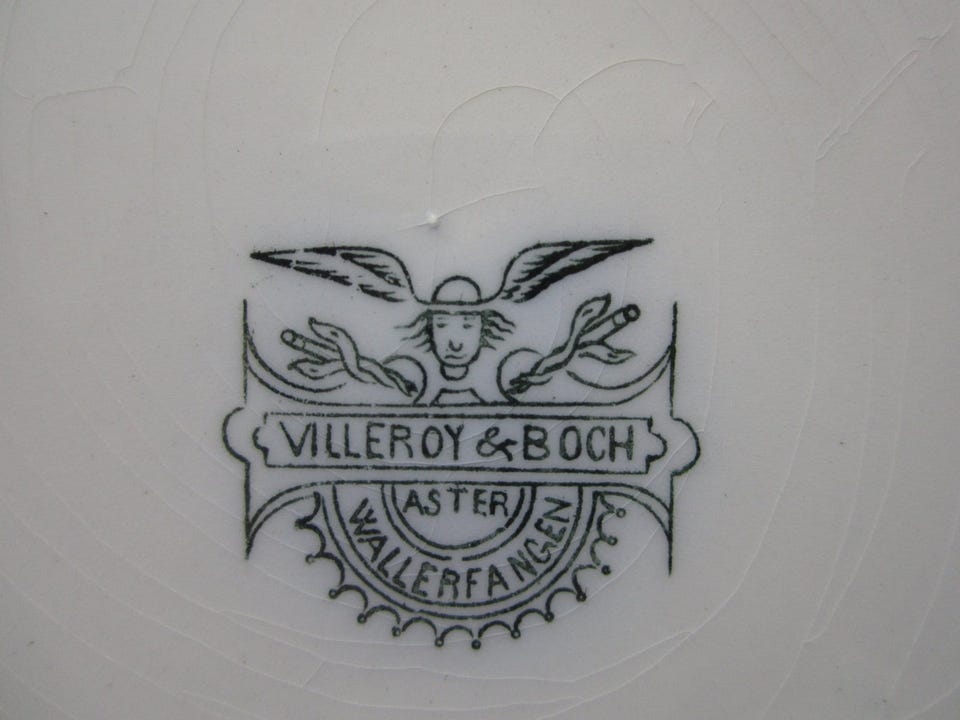 VILLEROY & BOCH
ASTER
WALLERFANGEN